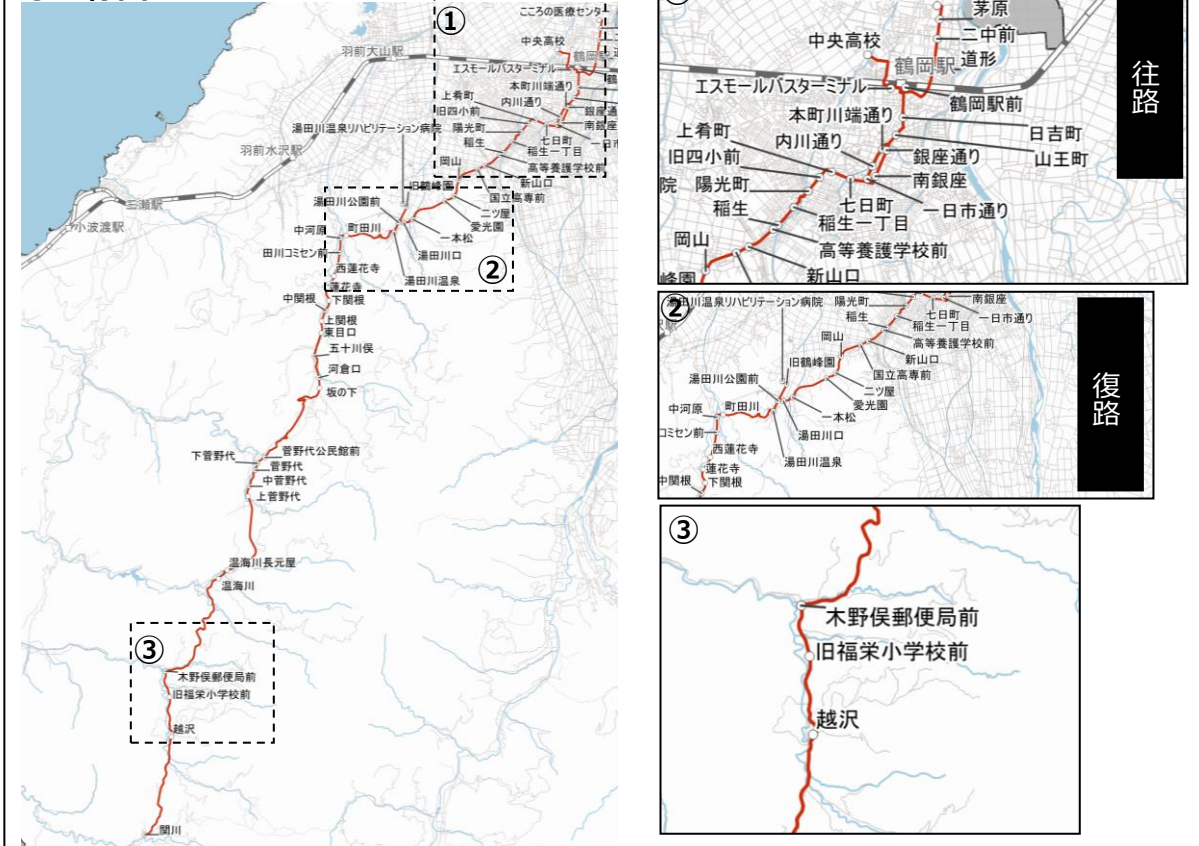 ①
こころの医療センタ
羽前大山駅
鶴岡駅
エスモールバスターミナル
本町川端通り
上肴町
内川通り
銀座通
旧四小前
南銀座
湯田川温泉リハビリテーション病院
陽光町
七日町
一日市
稲生
稲生一丁目
羽前水沢駅
岡山
高等養護学校前
新山口
旧鶴峰園
国立高専前
三瀬駅
湯田川公園前
二ツ屋
愛光園
小波渡駅
中河原
町田川
一本松
田川コミセン前
湯田川口
②
西蓮花寺
湯田川温泉
蓮花寺
中関根
下関根
上関根
東目口
五十川俣
河倉口
坂の下
下菅野代
菅野代公民館前
菅野代
中菅野代
上菅野代
温海川長元屋
温海川
③
木野俣郵便局前
旧福栄小学校前
越沢
関川
茅原
中央高校
二中前
道形
鶴岡駅
エスモールバスターミナル
鶴岡駅前
本町川端通り
日吉町
上肴町
内川通り
山王町
旧四小前
銀座通り
院
陽光町
南銀座
七日町
一日市通り
稲生
稲生一丁目
岡山
高等養護学校前
峰園
新山口
往路
②
湯田川温泉リハビリテーション病院
陽光町
南銀座
七日町
一日市通り
稲生
稲生一丁目
岡山
高等養護学校前
新山口
旧鶴峰園
国立高専前
湯田川公園前
二ツ屋
愛光園
中河原
町田川
一本松
コミセン前
湯田川口
西蓮花寺
湯田川温泉
蓮花寺
中関根
下関根
復路
③
木野俣郵便局前
旧福栄小学校前
越沢